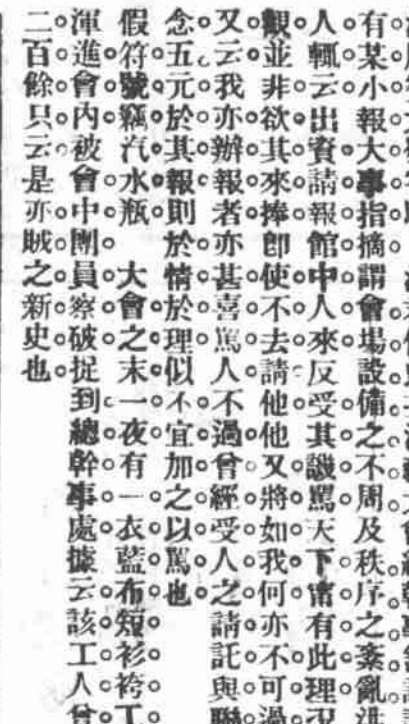 有某小報大事指摘謂會場設備之不周及秩序之紊亂
人輒云出資請報館中人來反受其譏罵天下甯有此理
觀並非欲其來捧即使不去請他他又將如我何亦不可過
又云我亦辦報者亦甚喜罵人不過曾經受人之請託與聯
念五元於其報則於情於理似不宜加之以罵也
假符號竊汽水瓶　大會之末一夜有一衣藍布短衫袴工
渾進會內被會中團員察破捉到總幹事處據云該工人曾
二百餘只云是亦賊之新史也